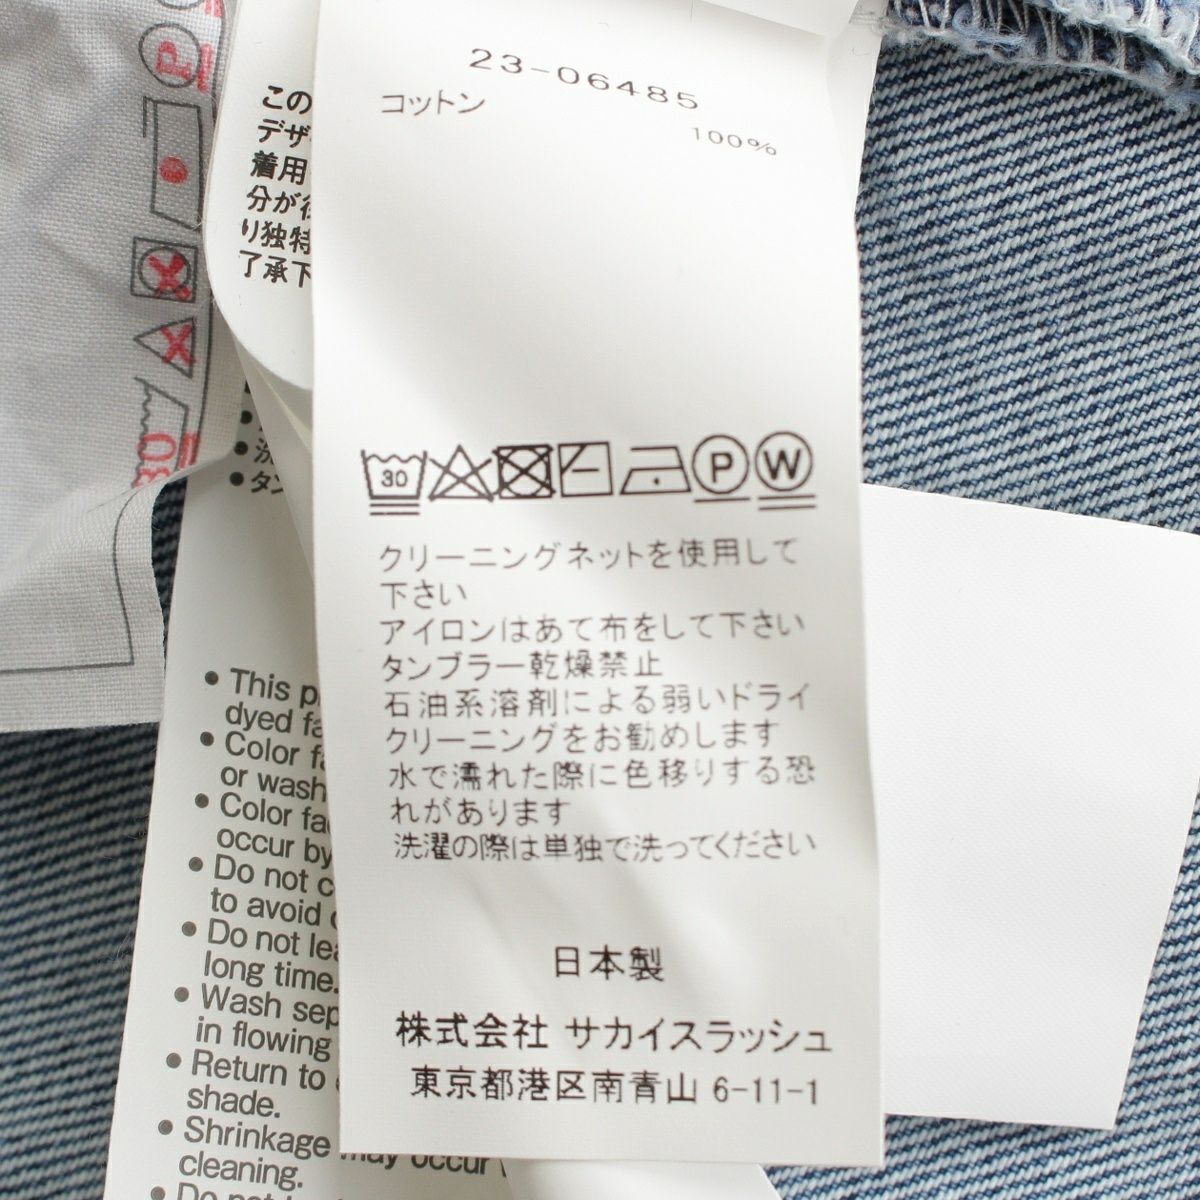 23-06485
コットン
100%
30
P
W
クリーニングネットを使用して
下さい
アイロンはあて布をして下さい
タンブラー乾燥禁止
石油系溶剤による弱いドライ
クリーニングをお勧めします
水で濡れた際に色移りする恐
れがあります
洗濯の際は単独で洗ってください
日本製
株式会社 サカイスラッシュ
東京都港区南青山 6-11-1
この
デザ
着用
分が
り独特
了承下
• This
dyed
• Color
or wash
• Color
occur by
• Do not
to avoid
• Do not
long time.
• Wash
in flowing
• Return to
shade.
• Shrinkage may occur
cleaning.